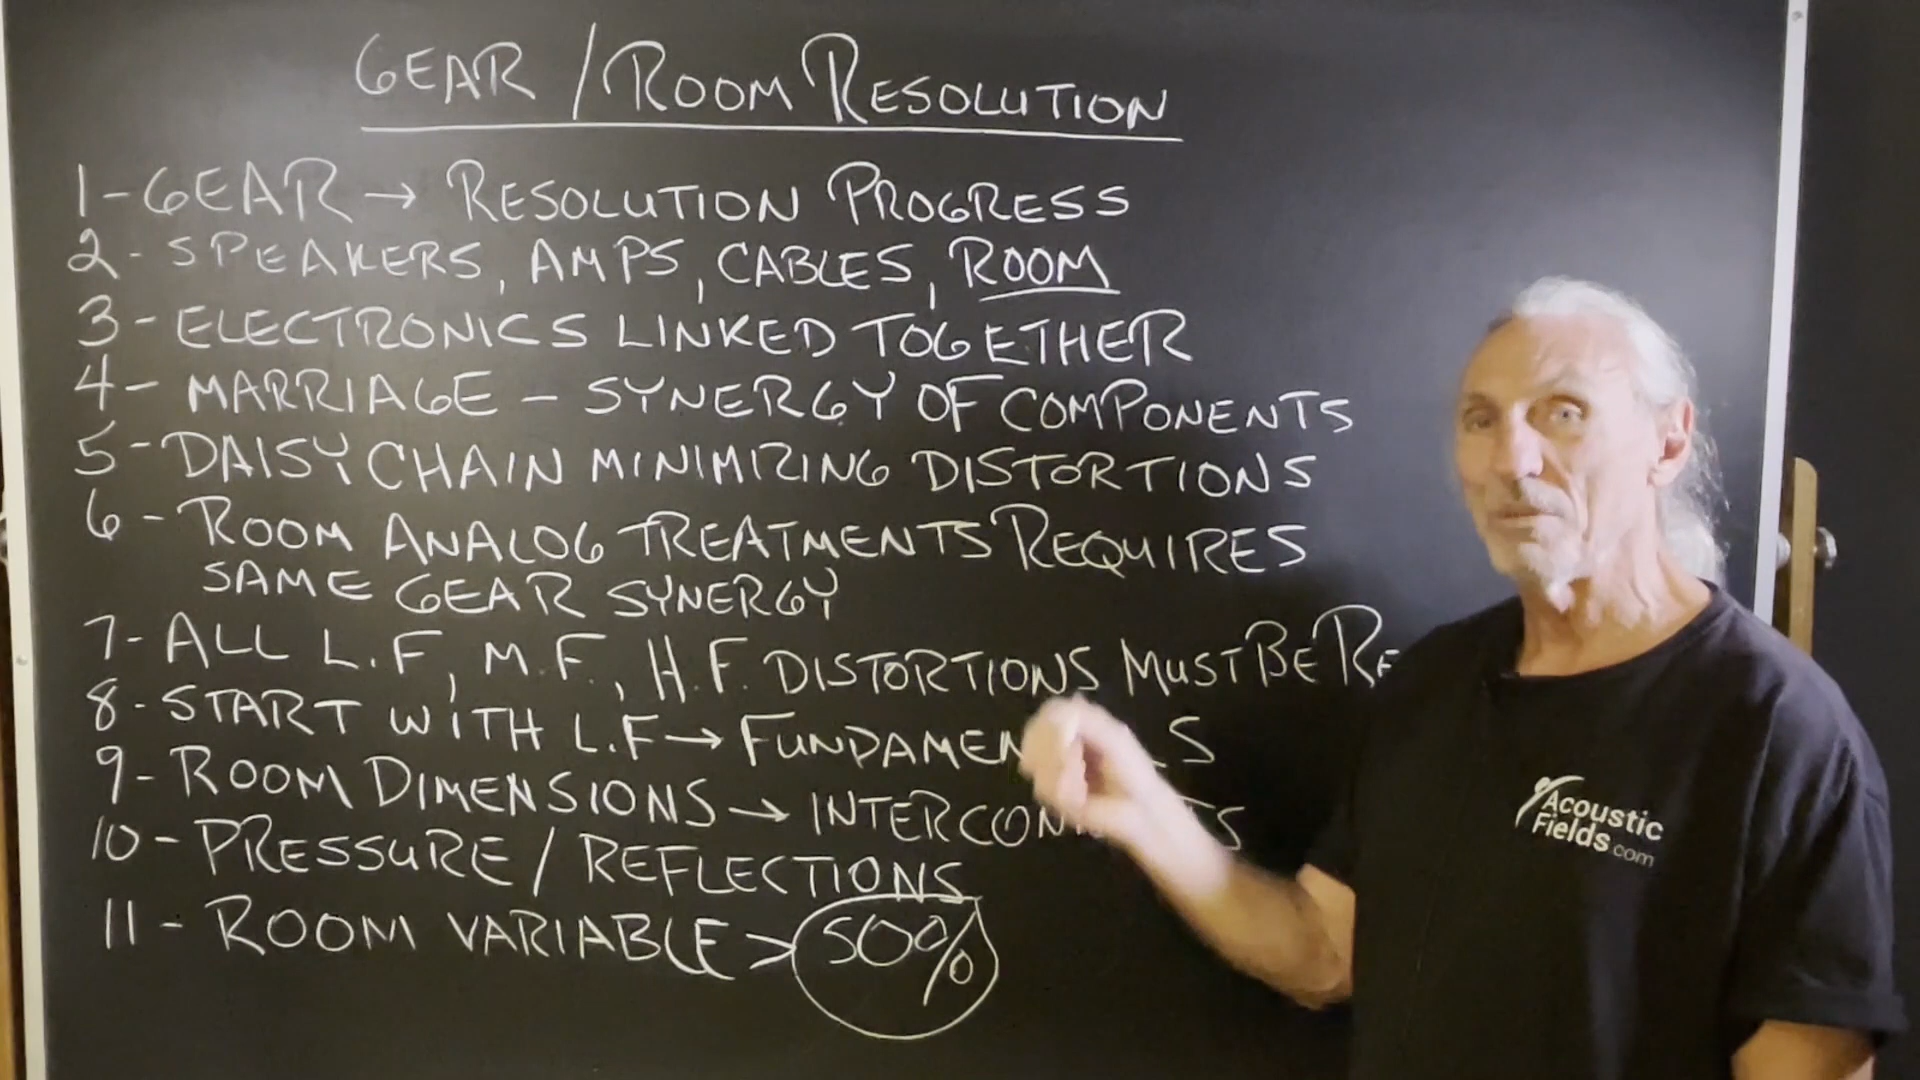 GEAR / ROOM RESOLUTION
1 - GEAR → RESOLUTION PROGRESS
2 - SPEAKERS, AMPS, CABLES, ROOM
3 - ELECTRONICS LINKED TOGETHER
4 - MARRIAGE - SYNERGY OF COMPONENTS
5 - DAISY CHAIN MINIMIZING DISTORTIONS
6 - ROOM ANALOG TREATMENTS REQUIRES
SAME GEAR SYNERGY
7 - ALL L.F., M.F., H.F. DISTORTIONS MUST BE
8 - START WITH L.F →
9 - ROOM DIMENSIONS →
10 - PRESSURE / REFLECTIONS
11 - ROOM VARIABLE > 50%
Acoustic
Fields.com